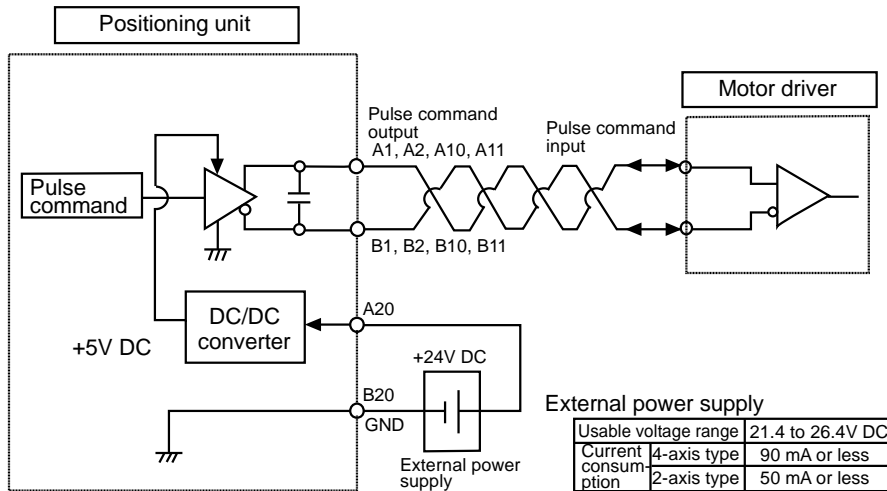 Positioning unit
Motor driver
Pulse command
output
A1, A2, A10, A11
Pulse command
input
Pulse
command
B1, B2, B10, B11
A20
DC/DC
converter
+5V DC
+24V DC
B20
GND
External power
supply
External power supply
Usable voltage range 21.4 to 26.4V DC
Current
consum-
ption
4-axis type 90 mA or less
2-axis type 50 mA or less